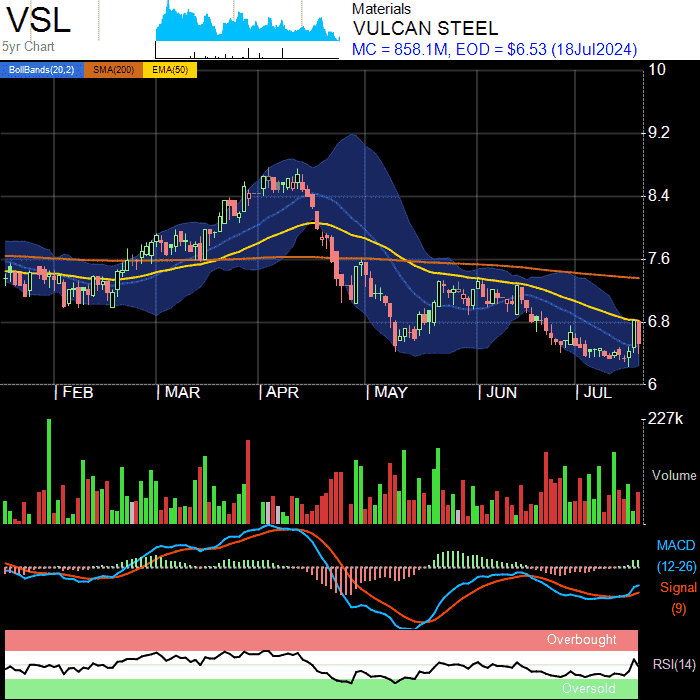 VSL
5yr Chart
Materials
VULCAN STEEL
MC = 858.1M, EOD = $6.53 (18Jul2024)
BollBands(20,2) SMA(200) EMA(50)
10
9.2
8.4
7.6
6.8
6
FEB MAR APR MAY JUN JUL
227k
Volume
MACD
(12-26)
Signal
(9)
Overbought
RSI(14)
Oversold